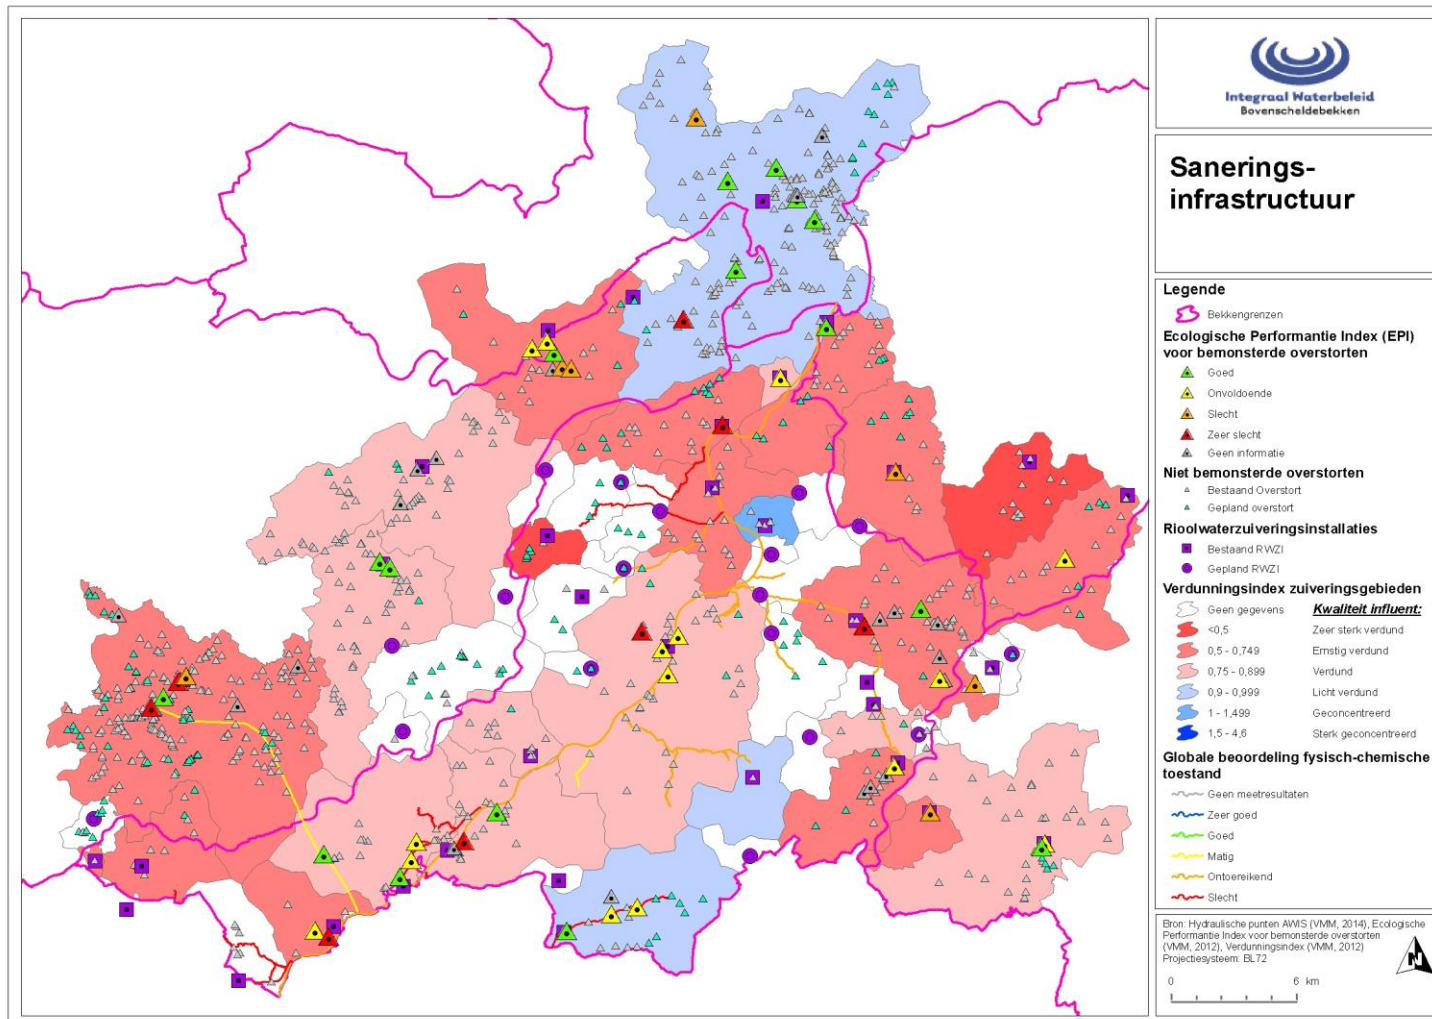 Integraal Waterbeleid
Bovenscheldebekken
Sanerings-
infrastructuur
Legende
Bekkengrenzen
Ecologische Performantie Index (EPI)
voor bemonsterde overstorten
Goed
Onvoldoende
Slecht
Zeer slecht
Geen informatie
Niet bemonsterde overstorten
Bestaand Overstort
Gepland overstort
Rioolwaterzuiveringsinstallaties
Bestaand RWZI
Gepland RWZI
Verdunningsindex zuiveringsgebieden
Geen gegevens Kwaliteit influent:
<0,5 Zeer sterk verdund
0,5 - 0,749 Ernstig verdund
0,75 - 0,899 Verdund
0,9 - 0,999 Licht verdund
1 - 1,499 Geconcentreerd
1,5 - 4,6 Sterk geconcentreerd
Globale beoordeling fysisch-chemische
toestand
Geen meetresultaten
Zeer goed
Goed
Matig
Ontoereikend
Slecht
Bron: Hydraulische punten AWIS (VMM, 2014), Ecologische
Performantie Index voor bemonsterde overstorten
(VMM, 2012), Verdunningsindex (VMM, 2012)
Projectiesysteem: BL72
N
0 6 km